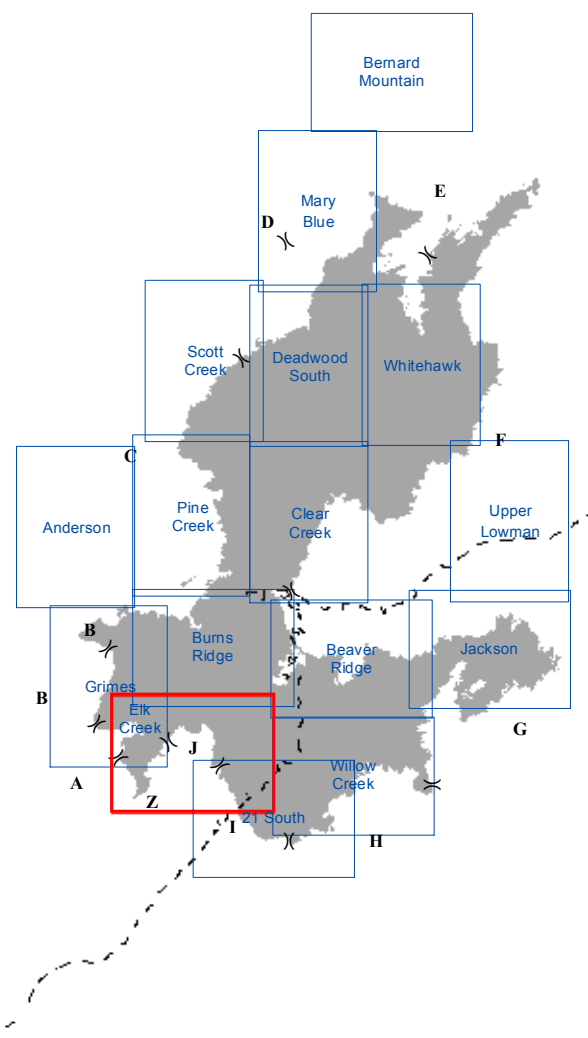 Bernard
Mountain
E
Mary
Blue
D
Scott
Creek
Deadwood
South
Whitehawk
F
C
Pine
Creek
Clear
Creek
Upper
Lowman
Anderson
B
Burns
Ridge
Beaver
Ridge
Jackson
Grimes
B
Elk
Creek
G
J
A
Willow
Creek
Z
I
21 South
H